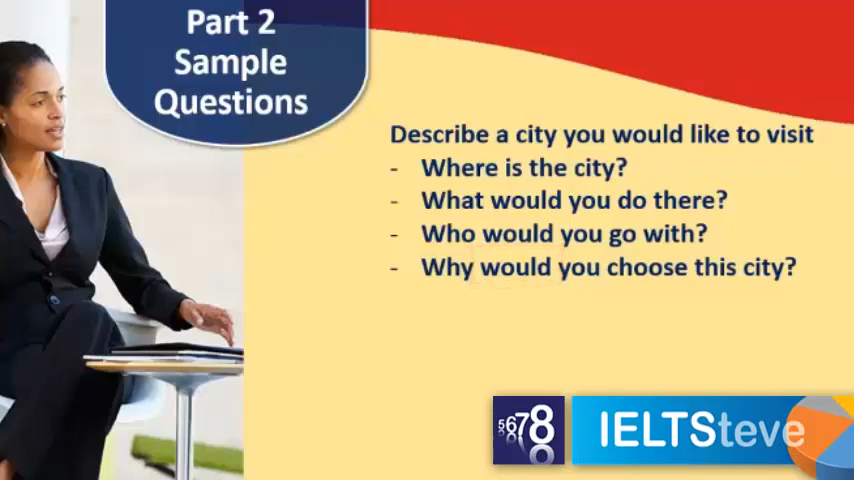 Part 2
Sample
Questions
Describe a city you would like to visit
- Where is the city?
- What would you do there?
- Who would you go with?
- Why would you choose this city?
5678
IELTSteve